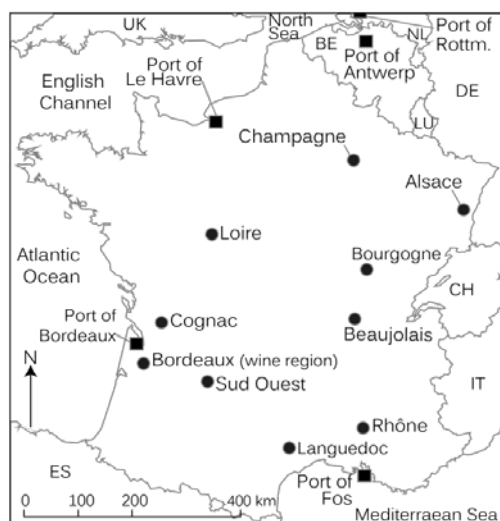 UK
North
Sea
Port of
Rottm.
NL
BE
Port of
Antwerp
Port of
Le Havre
English
Channel
DE
LU
Champagne
Alsace
Loire
Bourgogne
Atlantic
Ocean
CH
Cognac
Port of
Bordeaux
Beaujolais
N
Bordeaux (wine region)
IT
Sud Ouest
Rhône
Languedoc
ES
Port of
Fos
0 200 400 km
Mediterraean Sea